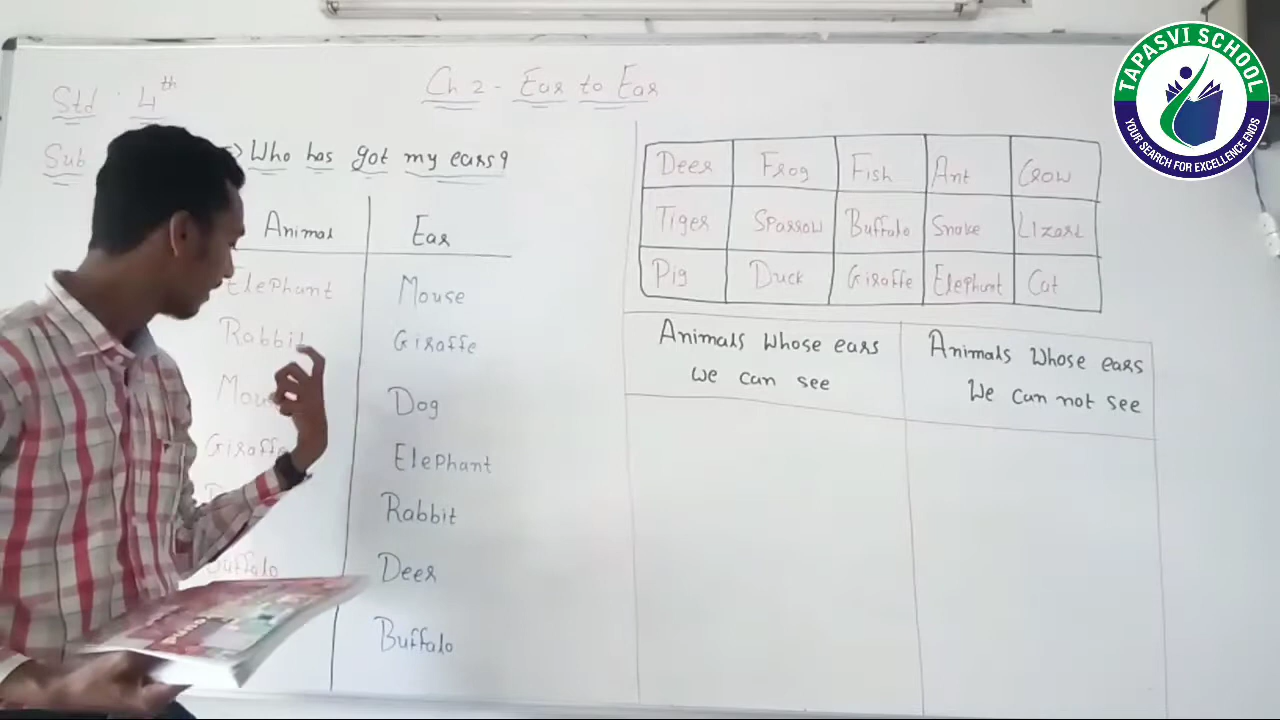 Std : 4th
Ch 2 - Ear to Ear
Sub
Who has got my ears?
Animal Ear
Elephant Mouse
Rabbit Giraffe
Mou Dog
Giraffe Elephant
Rabbit
Buffalo Deer
Buffalo
Deer Frog Fish Ant Crow
Tiger Sparrow Buffalo Snake Lizard
Pig Duck Giraffe Elephant Cat
Animals whose ears Animals whose ears
we can see We can not see
TAPASVI SCHOOL
YOUR SEARCH FOR EXCELLENCE ENDS